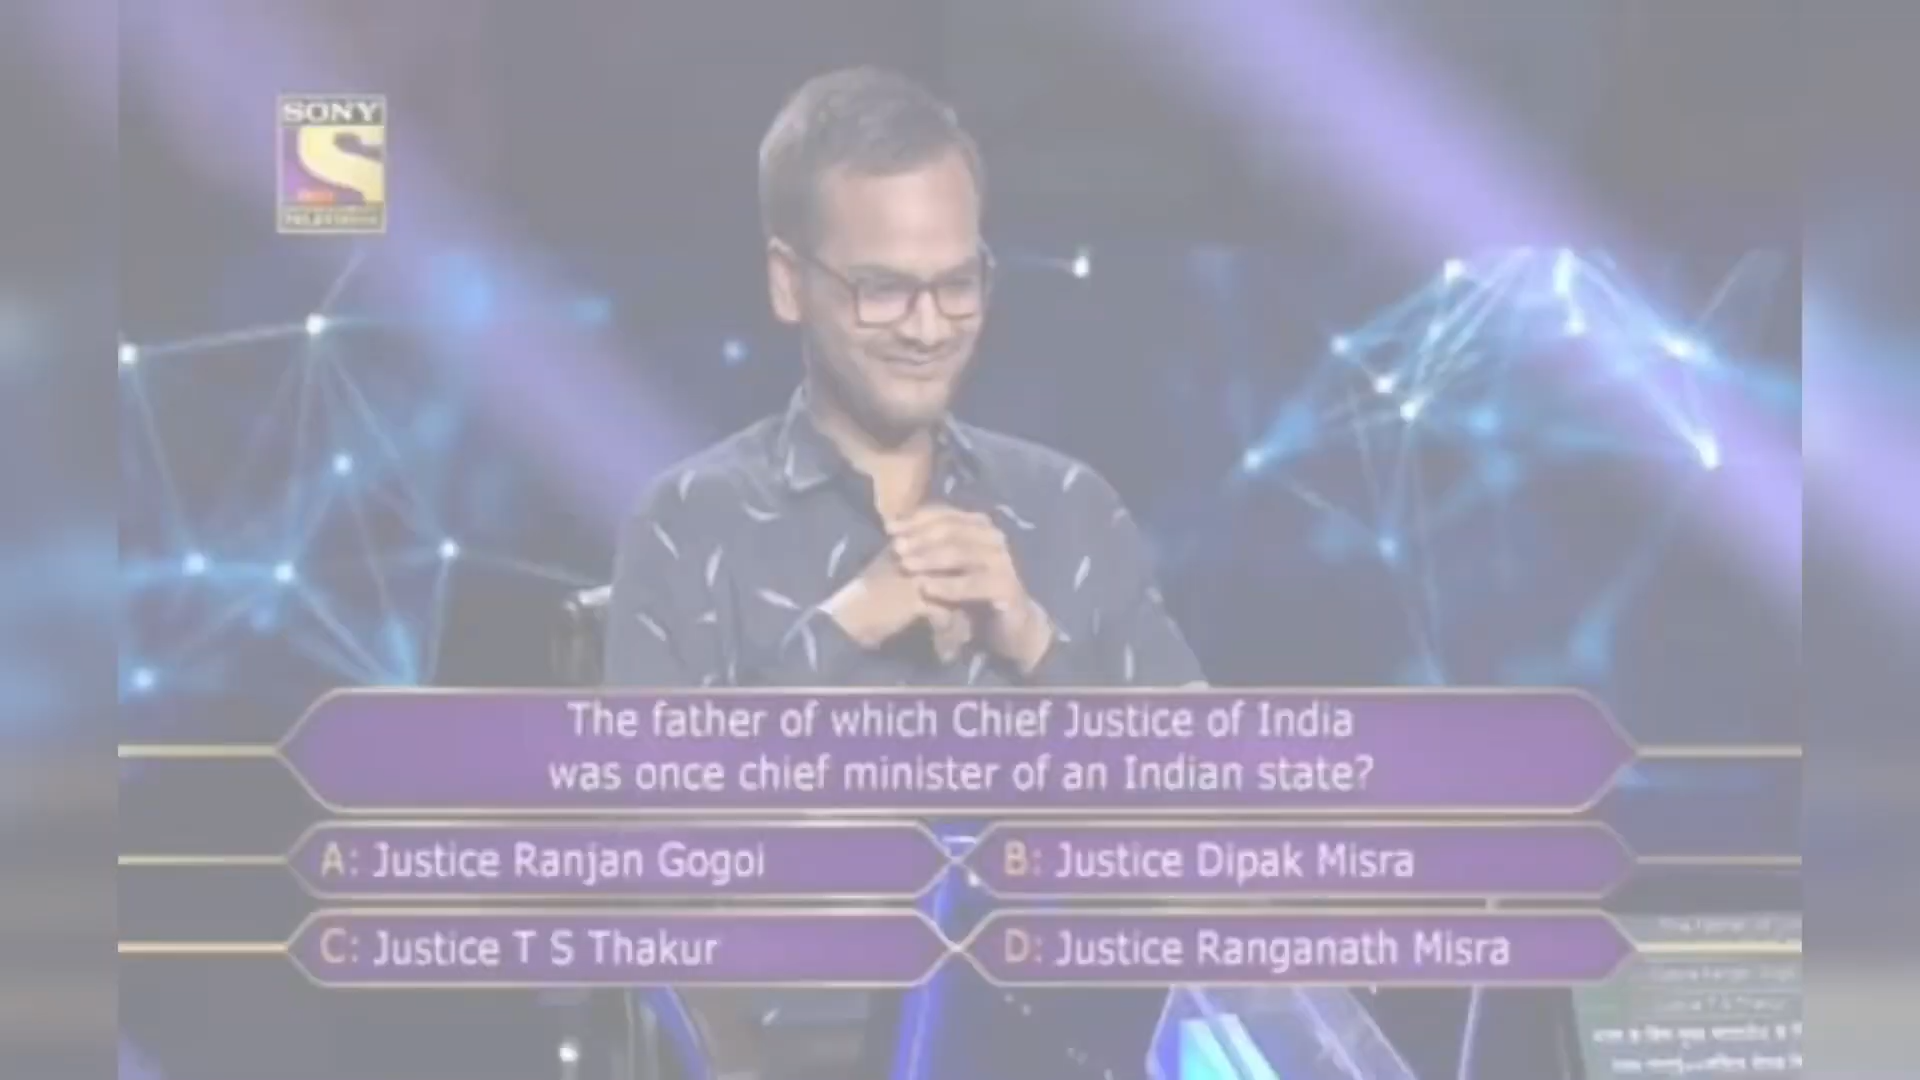 SONY
The father of which Chief Justice of India
was once chief minister of an Indian state?
A: Justice Ranjan Gogoi
B: Justice Dipak Misra
C: Justice T S Thakur
D: Justice Ranganath Misra